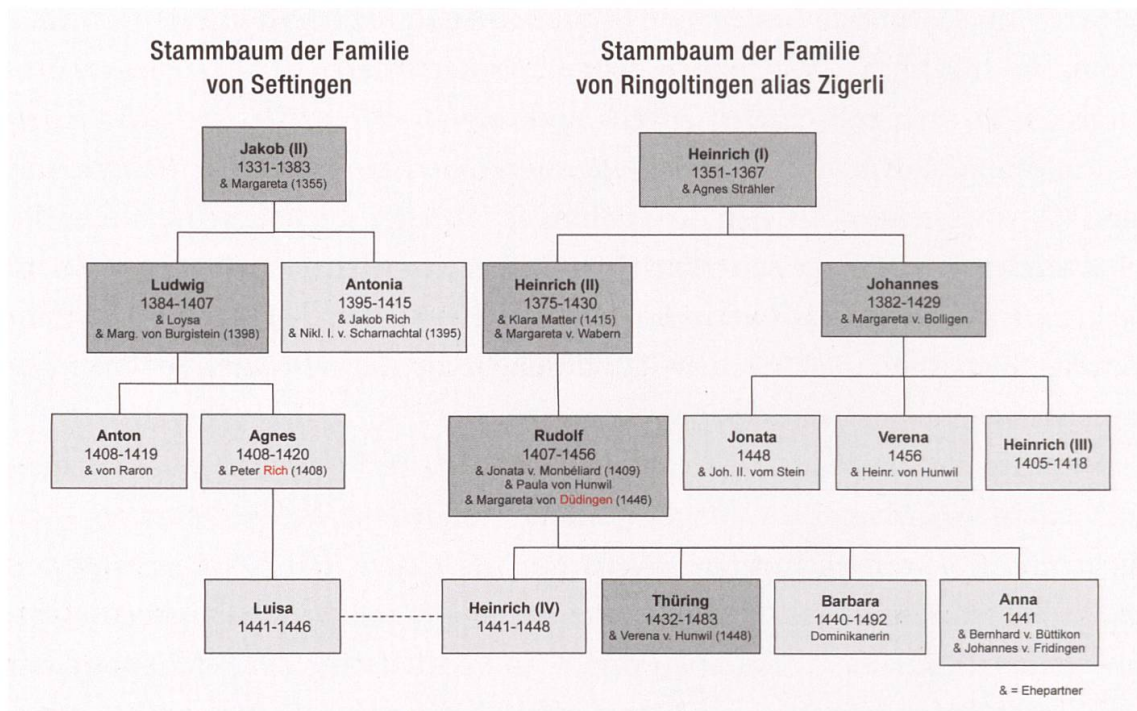 Stammbaum der Familie
von Seftingen
Stammbaum der Familie
von Ringoltingen alias Zigerli
Jakob (II)
1331-1383
& Margareta (1355)
Heinrich (I)
1351-1367
& Agnes Strähler
Ludwig
1384-1407
& Loysa
& Marg. von Burgistein (1398)
Antonia
1395-1415
& Jakob Rich
& Nikl. I. v. Scharnachtal (1395)
Heinrich (II)
1375-1430
& Klara Matter (1415)
& Margareta v. Wabern
Johannes
1382-1429
& Margareta v. Bolligen
Anton
1408-1419
& von Raron
Agnes
1408-1420
& Peter Rich (1408)
Rudolf
1407-1456
& Jonata v. Monbéliard (1409)
& Paula von Hunwil
& Margareta von Düdingen (1446)
Jonata
1448
& Joh. II. vom Stein
Verena
1456
& Heinr. von Hunwil
Heinrich (III)
1405-1418
Luisa
1441-1446
Heinrich (IV)
1441-1448
Thüring
1432-1483
& Verena v. Hunwil (1448)
Barbara
1440-1492
Dominikanerin
Anna
1441
& Bernhard v. Büttikon
& Johannes v. Fridingen
& = Ehepartner